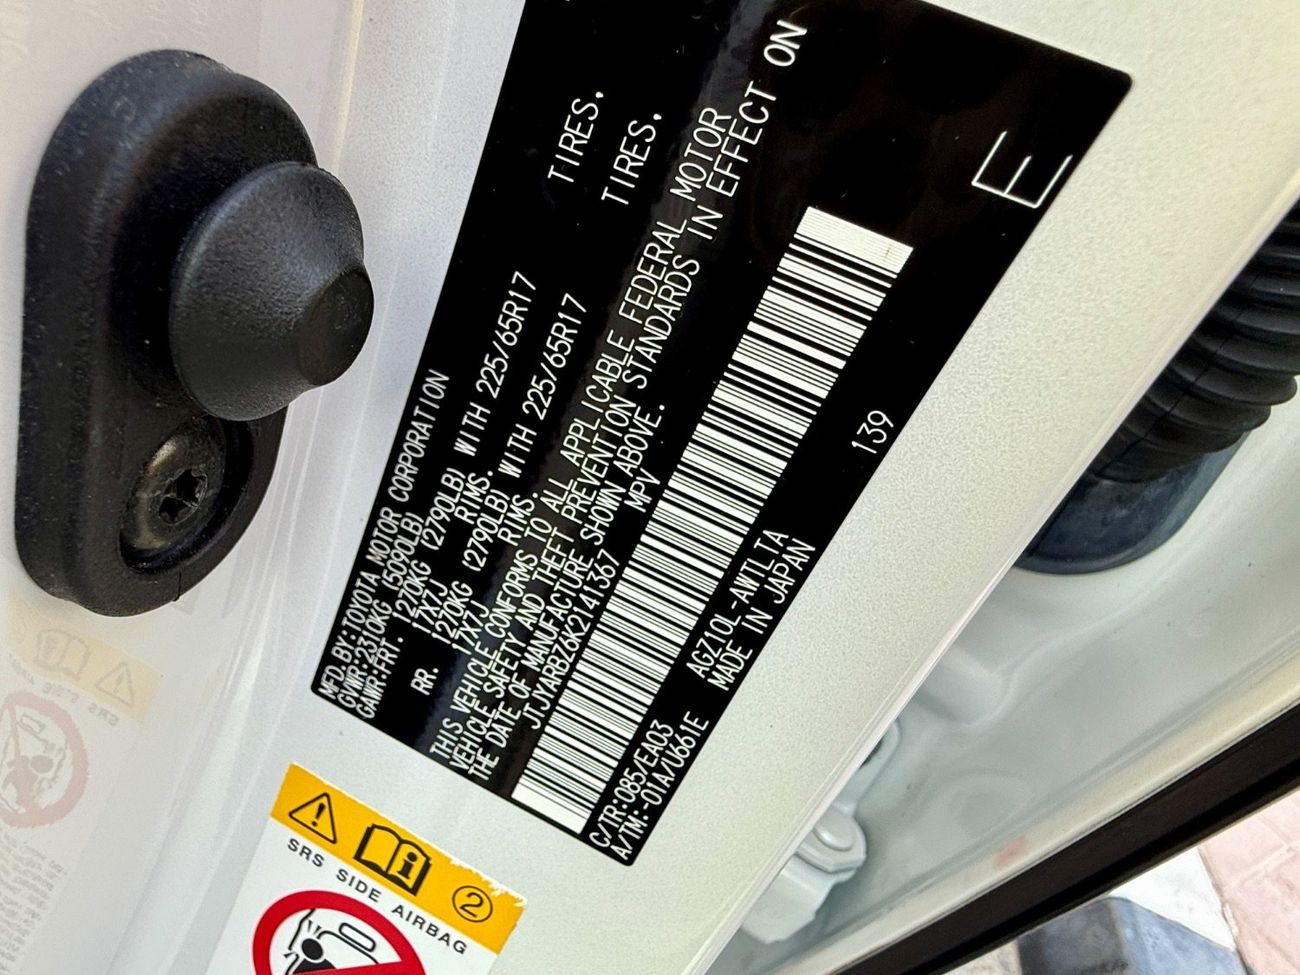 MFD.BY:TOYOTA MOTOR CORPORATION
GVWR:2310KG (5090LB)
GAWR:FRT. 1270KG (2790LB) WITH 225/65R17 TIRES.
17X7J RIMS.
RR. 1270KG (2790LB) WITH 225/65R17 TIRES.
17X7J RIMS.
THIS VEHICLE CONFORMS TO ALL APPLICABLE FEDERAL MOTOR
VEHICLE SAFETY AND THEFT PREVENTION STANDARDS IN EFFECT ON
THE DATE OF MANUFACTURE SHOWN ABOVE.
JTJYARBZ6K2141367 MPV
E
139
C/TR:085/EA03 AGZ10L-AWTLTA
A/TM:-01A/U661E MADE IN JAPAN
2
SRS SIDE AIRBAG